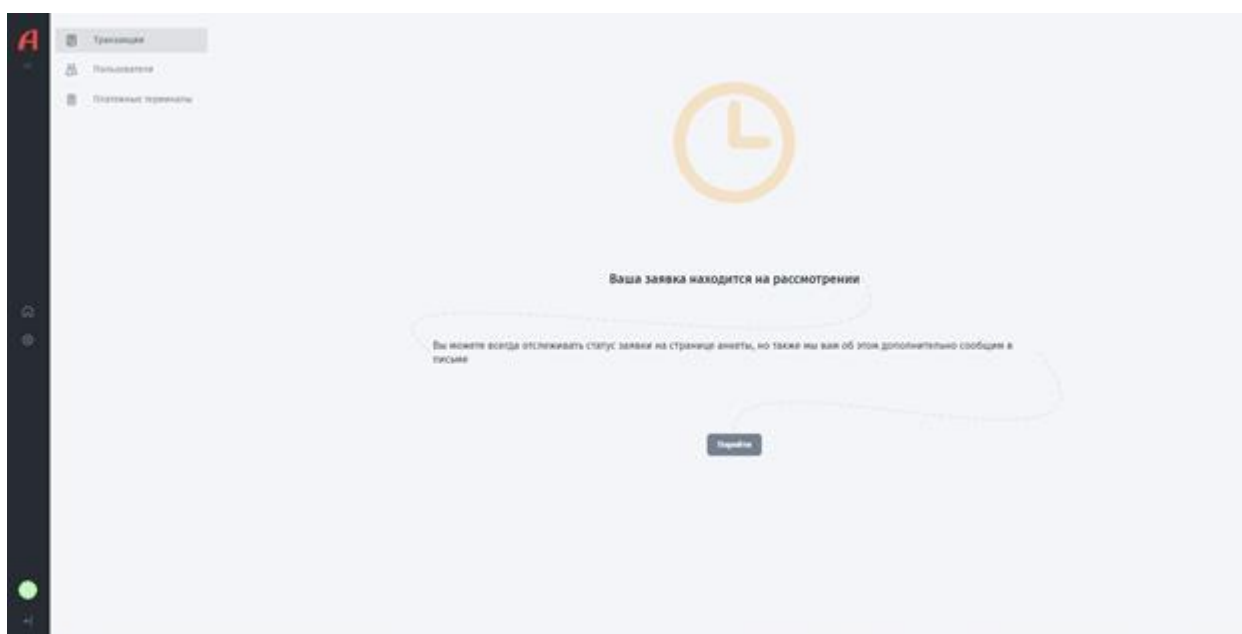 A
Транзакции
Пользователи
Платежные терминалы
Ваша заявка находится на рассмотрении
Вы можете всегда отслеживать статус заявки на странице анкеты, но также мы вам об этом дополнительно сообщим в
письме
Перейти